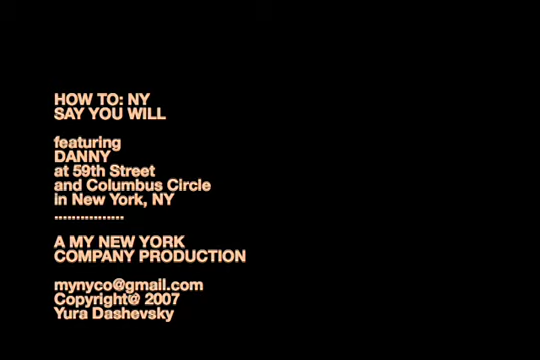 HOW TO: NY
SAY YOU WILL
featuring
DANNY
at 59th Street
and Columbus Circle
in New York, NY
................
A MY NEW YORK
COMPANY PRODUCTION
mynyco@gmail.com
Copyright@ 2007
Yura Dashevsky